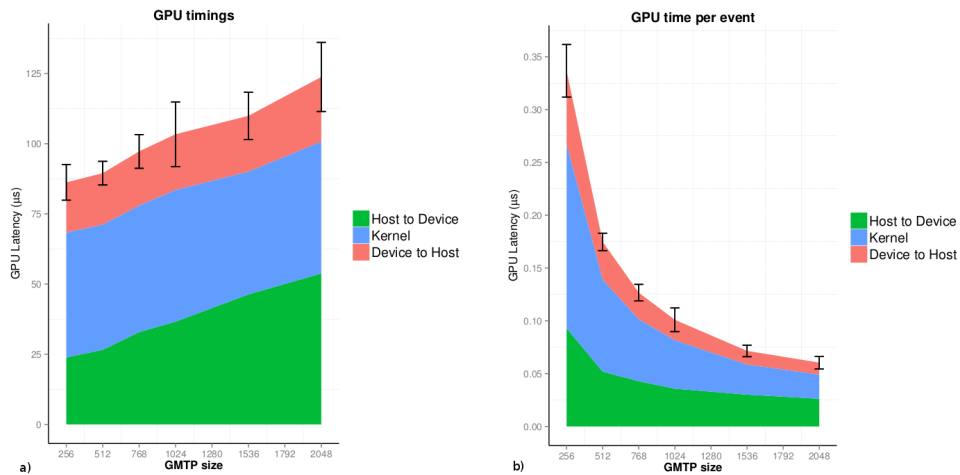 GPU timings
GPU Latency (µs)
125
100
75
50
25
0
256 512 768 1024 1280 1536 1792 2048
GMTP size
a)
Host to Device
Kernel
Device to Host
GPU time per event
GPU Latency (µs)
0.35
0.30
0.25
0.20
0.15
0.10
0.05
0.00
256 512 768 1024 1280 1536 1792 2048
GMTP size
b)
Host to Device
Kernel
Device to Host